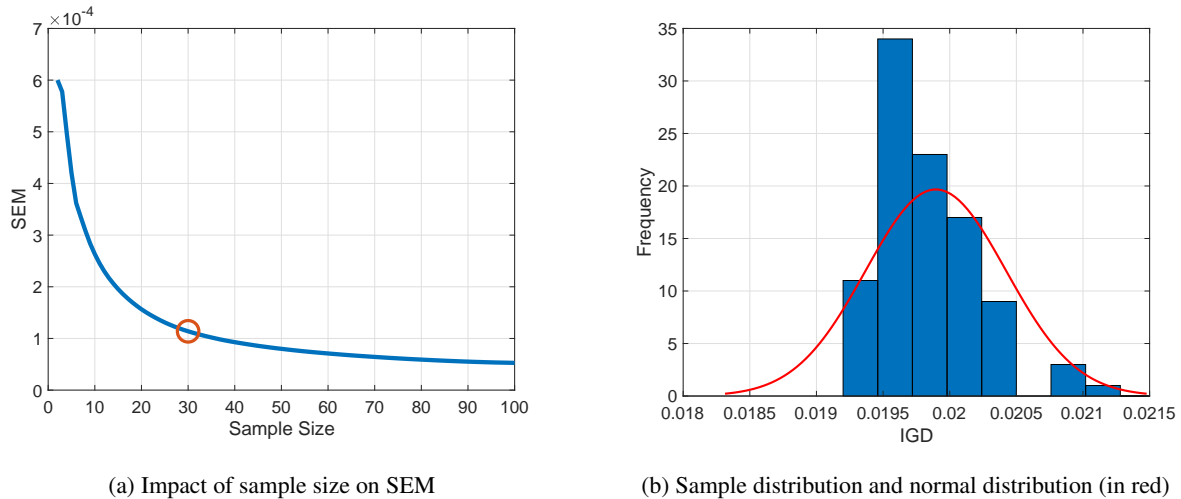 ×10⁻⁴
7
6
5
4
3
2
1
0
SEM
0 10 20 30 40 50 60 70 80 90 100
Sample Size
(a) Impact of sample size on SEM
35
30
25
20
15
10
5
0
Frequency
0.018 0.0185 0.019 0.0195 0.02 0.0205 0.021 0.0215
IGD
(b) Sample distribution and normal distribution (in red)